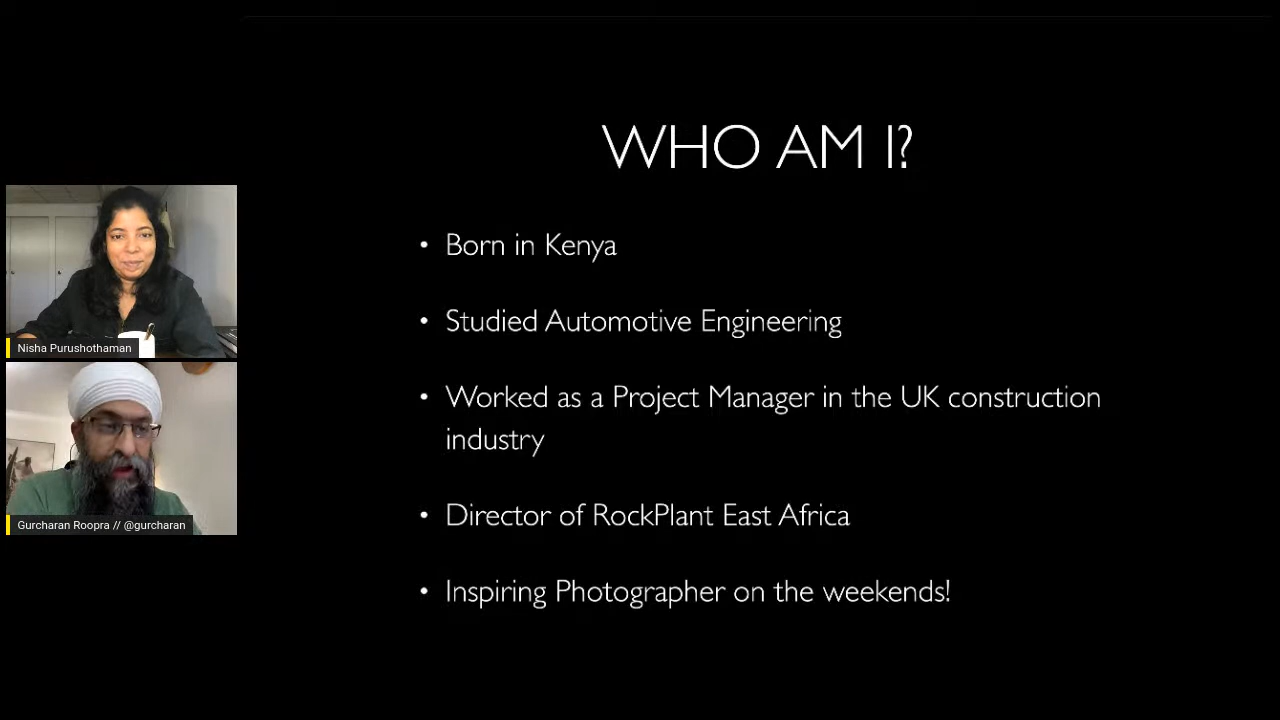 WHO AM I?
• Born in Kenya
• Studied Automotive Engineering
• Worked as a Project Manager in the UK construction
industry
• Director of RockPlant East Africa
• Inspiring Photographer on the weekends!
Nisha Purushothaman
Gurcharan Roopra // @gurcharan